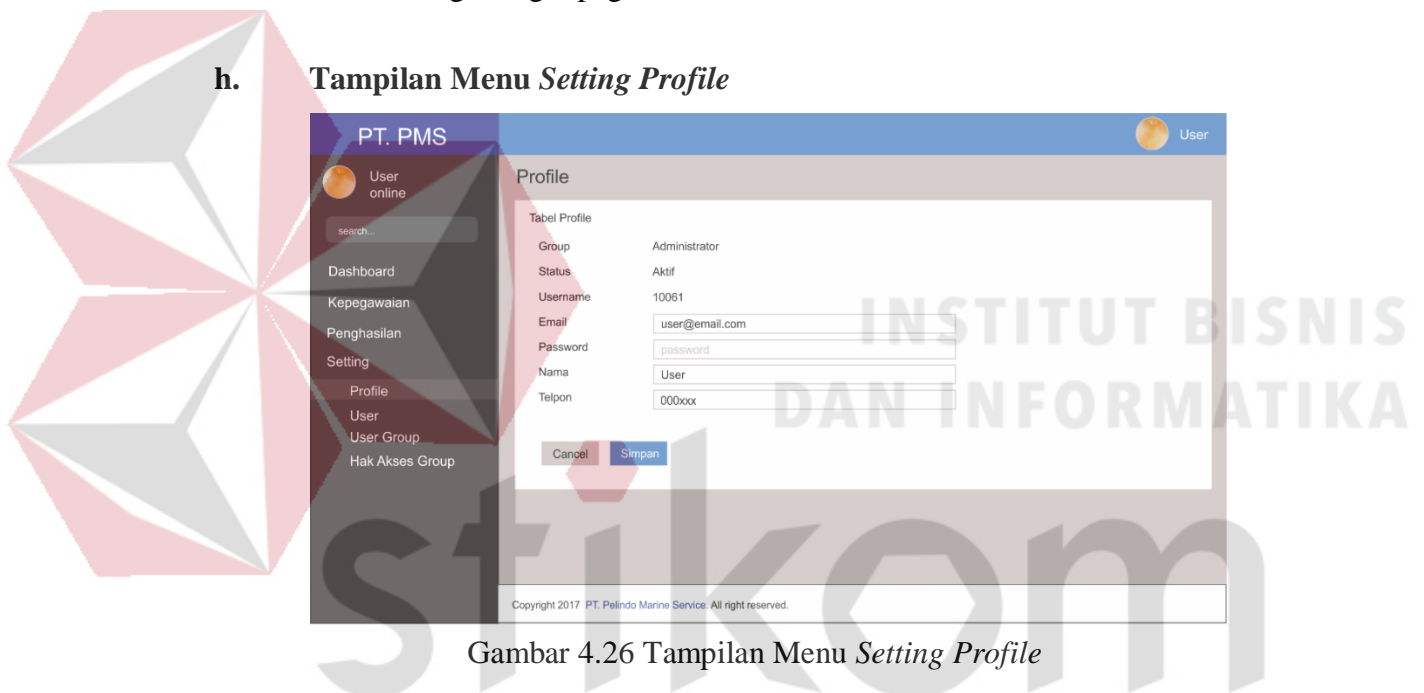 h. Tampilan Menu Setting Profile
PT. PMS
User
User
online
search...
Dashboard
Kepegawaian
Penghasilan
Setting
Profile
User
User Group
Hak Akses Group
Profile
Tabel Profile
Group Administrator
Status Aktif
Username 10061
Email user@email.com
Password password
Nama User
Telpon 000xxx
Cancel Simpan
Copyright 2017 PT. Pelindo Marine Service. All right reserved.
INSTITUT BISNIS
DAN INFORMATIKA
stikom
Gambar 4.26 Tampilan Menu Setting Profile